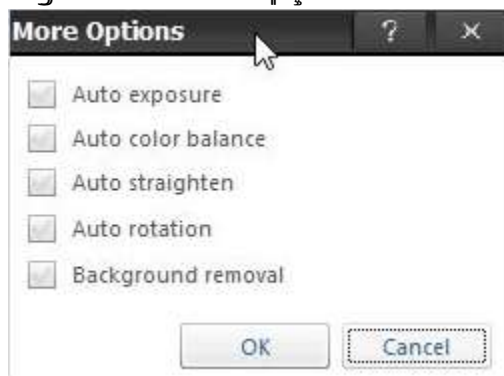 More Options ? ×
Auto exposure
Auto color balance
Auto straighten
Auto rotation
Background removal
OK Cancel